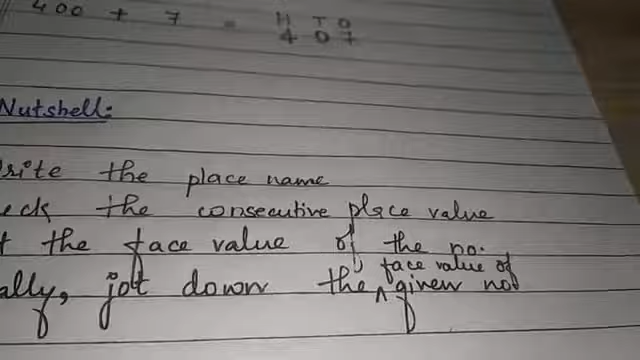 400 + 7 = H T O
4 0 7
Nutshell:
rite the place name
eck the consecutive place value
t the face value of the no.
ally, jot down the ^ face value of given no